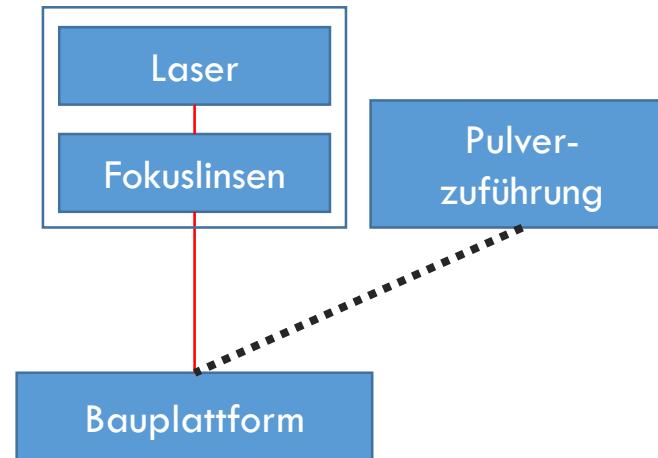 Laser
Fokuslinsen
Pulver-
zuführung
Bauplattform